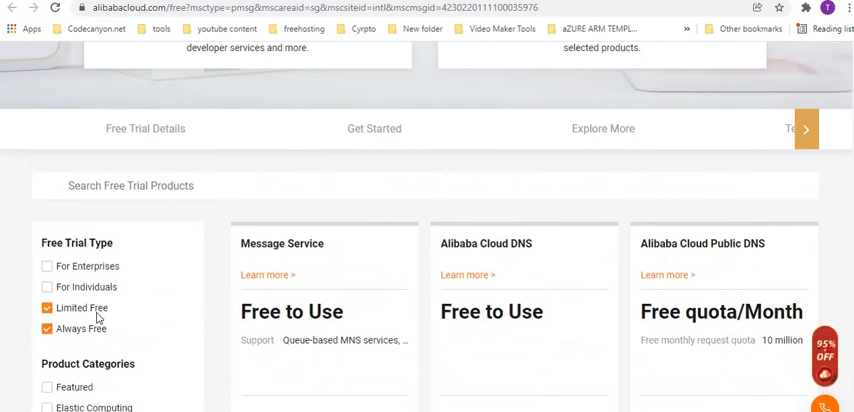 alibabacloud.com/free?msctype=pmsg&mscareaid=sg&mscsiteid=intl&mscmsgid=4230220111100035976
Apps Codecanyon.net tools youtube content freehosting Cyrpto New folder Video Maker Tools aZURE ARM TEMPL... » Other bookmarks Reading list
T
developer services and more.
selected products.
Free Trial Details Get Started Explore More Te
Search Free Trial Products
Free Trial Type
For Enterprises
For Individuals
Limited Free
Always Free
Product Categories
Featured
Elastic Computing
Message Service
Learn more >
Free to Use
Support Queue-based MNS services, ...
Alibaba Cloud DNS
Learn more >
Free to Use
Alibaba Cloud Public DNS
Learn more >
Free quota/Month
Free monthly request quota 10 million
95%
OFF